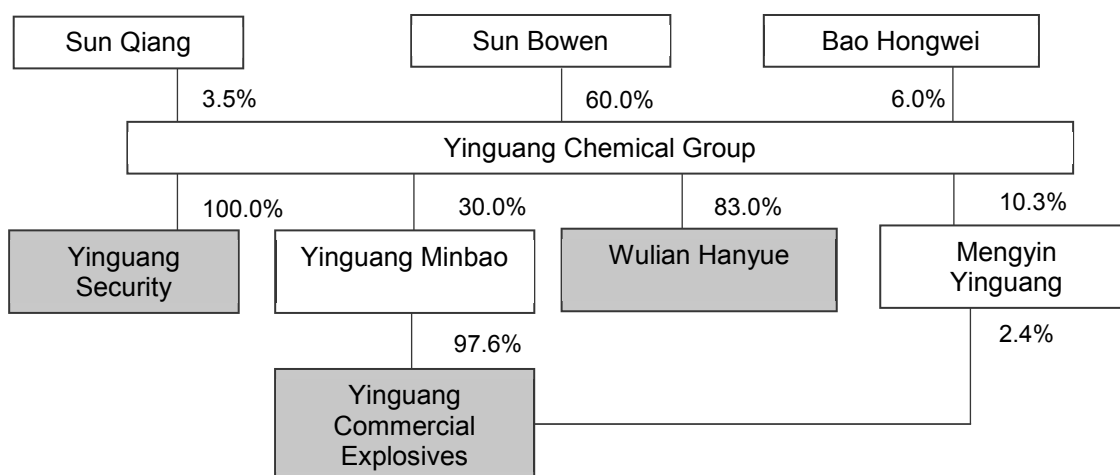 Sun Qiang
Sun Bowen
Bao Hongwei
3.5%
60.0%
6.0%
Yinguang Chemical Group
100.0%
30.0%
83.0%
10.3%
Yinguang
Security
Yinguang Minbao
Wulian Hanyue
Mengyin
Yinguang
97.6%
2.4%
Yinguang
Commercial
Explosives